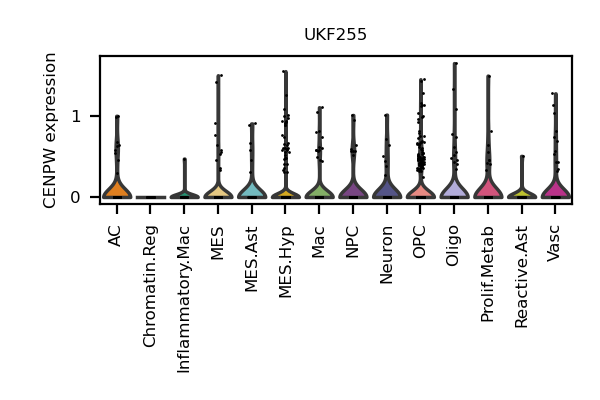 UKF255
CENPW expression
1
0
AC
Chromatin.Reg
Inflammatory.Mac
MES
MES.Ast
MES.Hyp
Mac
NPC
Neuron
OPC
Oligo
Prolif.Metab
Reactive.Ast
Vasc